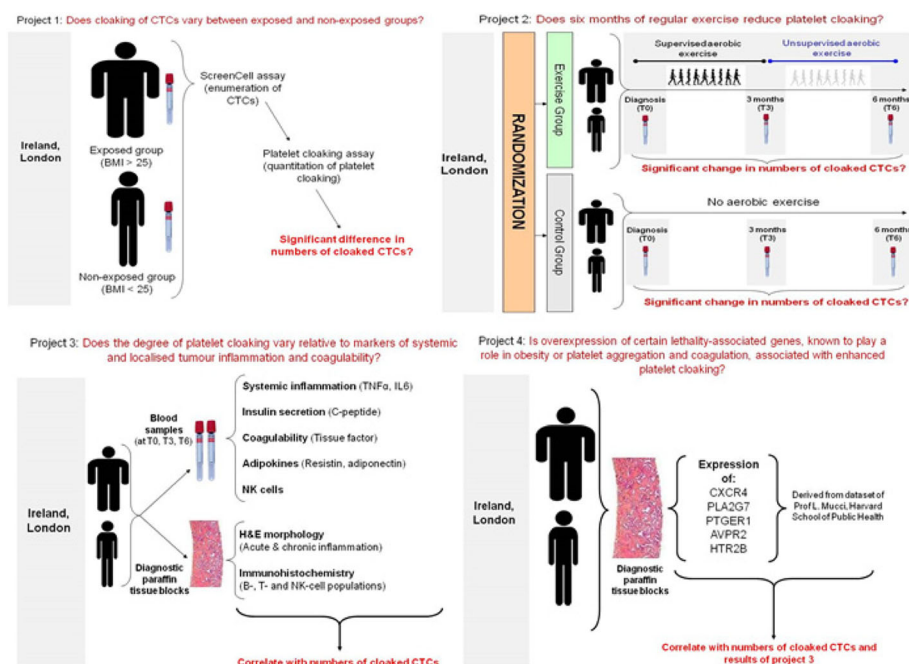 Project 1: Does cloaking of CTCs vary between exposed and non-exposed groups?
Ireland,
London
Exposed group
(BMI > 25)
Non-exposed group
(BMI < 25)
ScreenCell assay
(enumeration of
CTCs)
Platelet cloaking assay
(quantitation of platelet
cloaking)
Significant difference in
numbers of cloaked CTCs?
Project 2: Does six months of regular exercise reduce platelet cloaking?
Ireland,
London
RANDOMIZATION
Exercise Group
Control Group
Supervised aerobic
exercise
Unsupervised aerobic
exercise
Diagnosis
(T0)
3 months
(T3)
6 months
(T6)
Significant change in numbers of cloaked CTCs?
No aerobic exercise
Diagnosis
(T0)
3 months
(T3)
6 months
(T6)
Significant change in numbers of cloaked CTCs?
Project 3: Does the degree of platelet cloaking vary relative to markers of systemic
and localised tumour inflammation and coagulability?
Ireland,
London
Blood
samples
(at T0, T3, T6)
Systemic inflammation (TNFα, IL6)
Insulin secretion (C-peptide)
Coagulability (Tissue factor)
Adipokines (Resistin, adiponectin)
NK cells
Diagnostic
paraffin
tissue blocks
H&E morphology
(Acute & chronic inflammation)
Immunohistochemistry
(B-, T- and NK-cell populations)
Correlate with numbers of cloaked CTCs
Project 4: Is overexpression of certain lethality-associated genes, known to play a
role in obesity or platelet aggregation and coagulation, associated with enhanced
platelet cloaking?
Ireland,
London
Diagnostic
paraffin
tissue blocks
Expression
of:
CXCR4
PLA2G7
PTGER1
AVPR2
HTR2B
Derived from dataset of
Prof L. Mucci, Harvard
School of Public Health
Correlate with numbers of cloaked CTCs and
results of project 3